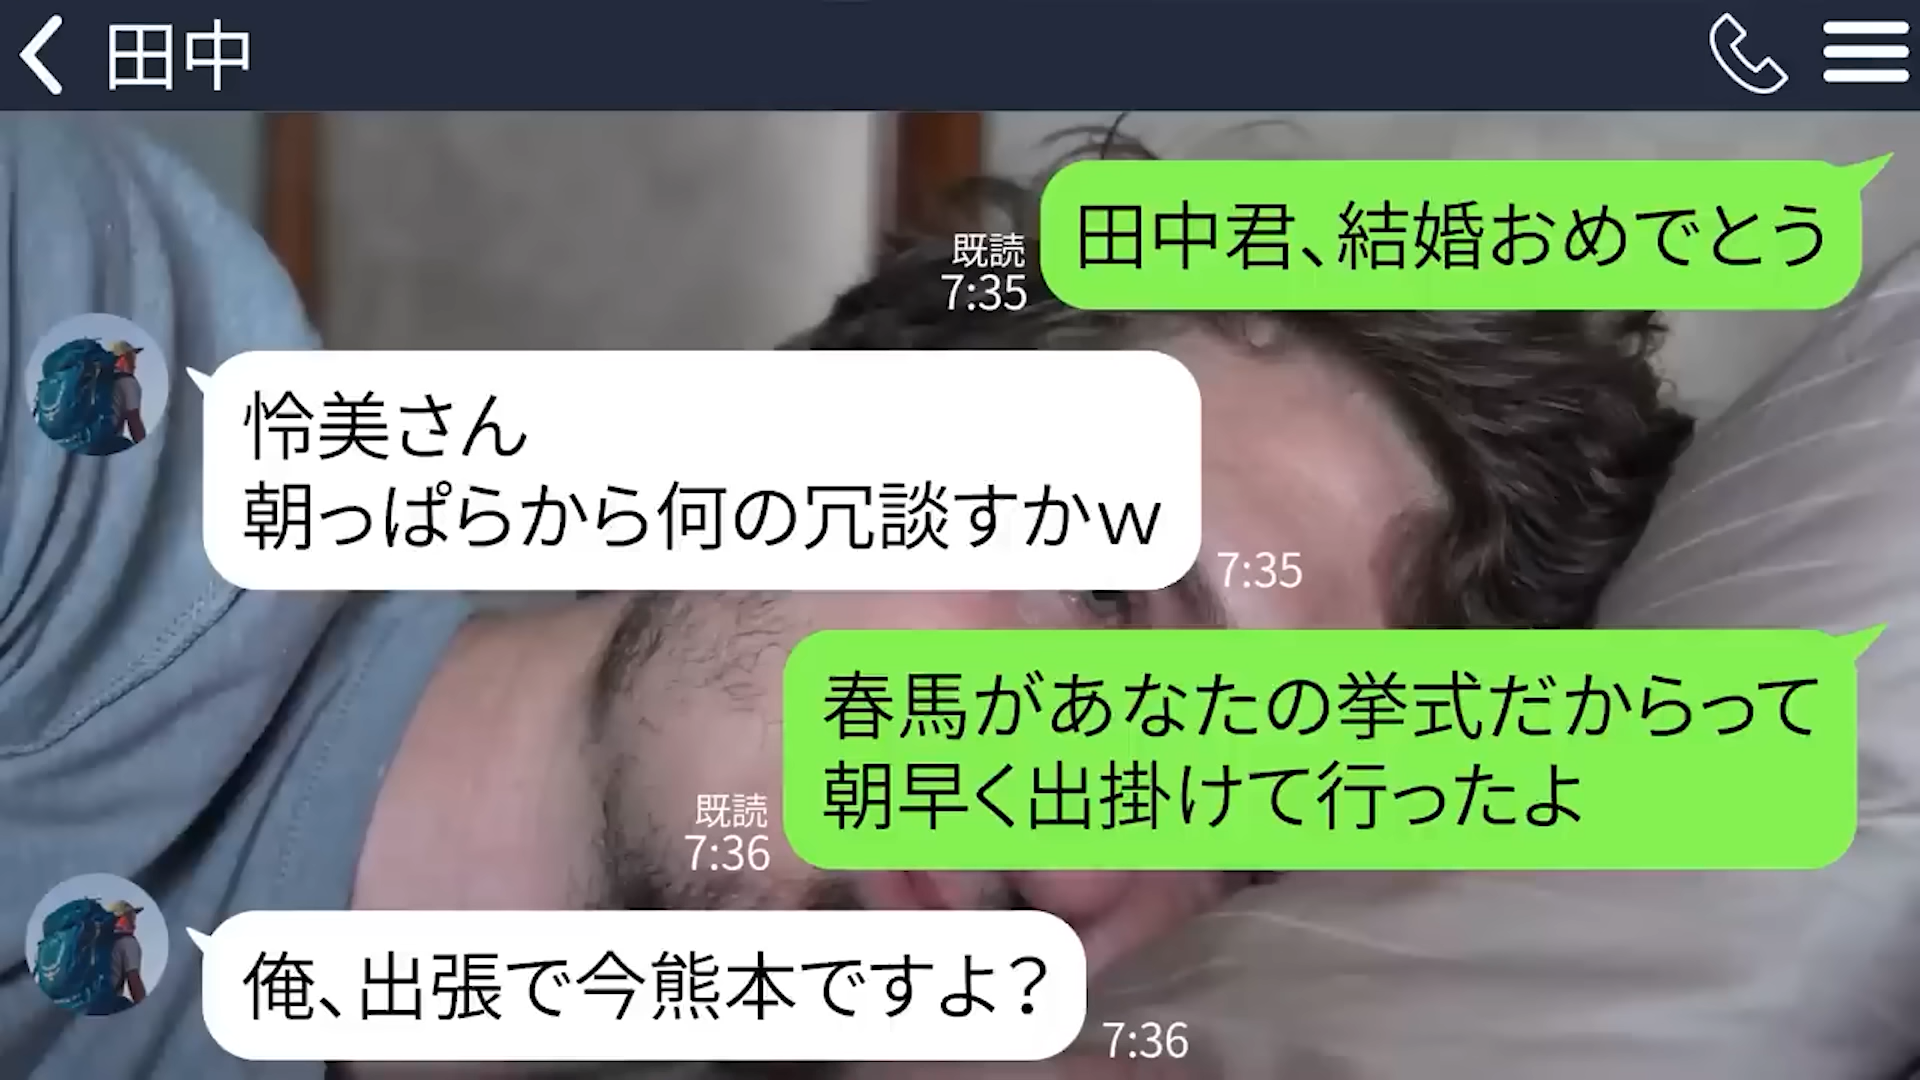 田中
田中君、結婚おめでとう
既読
7:35
怜美さん
朝っぱらから何の冗談すかw
7:35
春馬があなたの挙式だからって
朝早く出掛けて行ったよ
既読
7:36
俺、出張で今熊本ですよ？
7:36